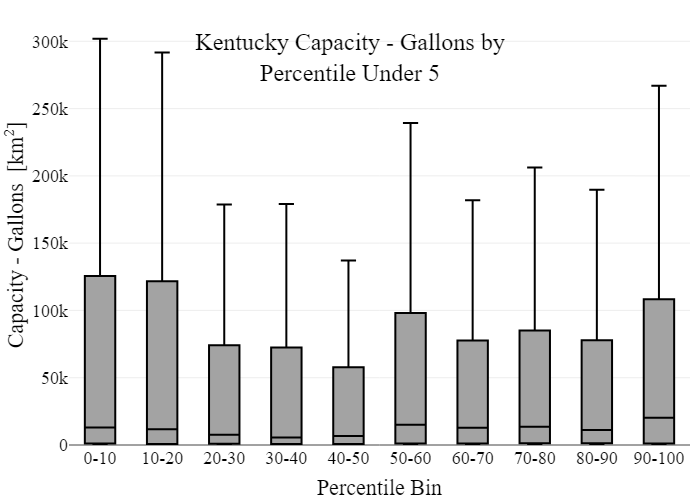 Kentucky Capacity - Gallons by
Percentile Under 5
Capacity - Gallons [km²]
300k
250k
200k
150k
100k
50k
0
0-10 10-20 20-30 30-40 40-50 50-60 60-70 70-80 80-90 90-100
Percentile Bin